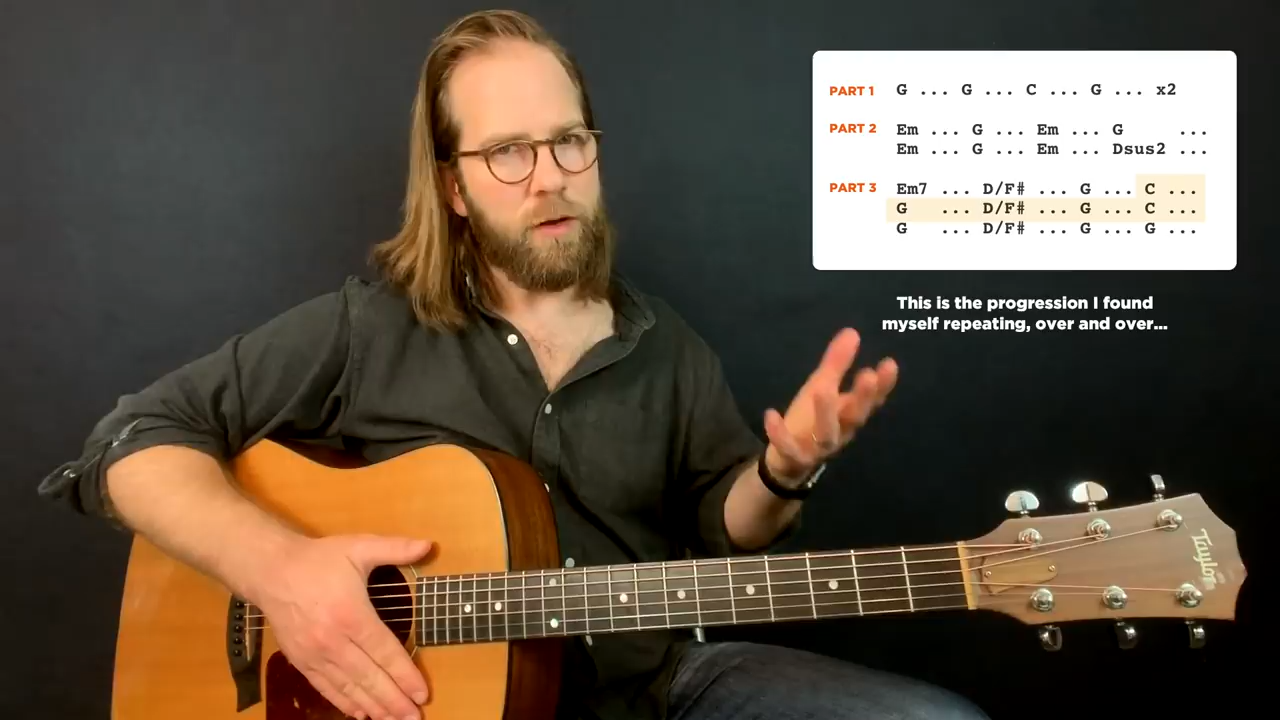 PART 1 G ... G ... C ... G ... x2
PART 2 Em ... G ... Em ... G ...
Em ... G ... Em ... Dsus2 ...
PART 3 Em7 ... D/F# ... G ... C ...
G ... D/F# ... G ... C ...
G ... D/F# ... G ... G ...
This is the progression I found
myself repeating, over and over...
Taylor